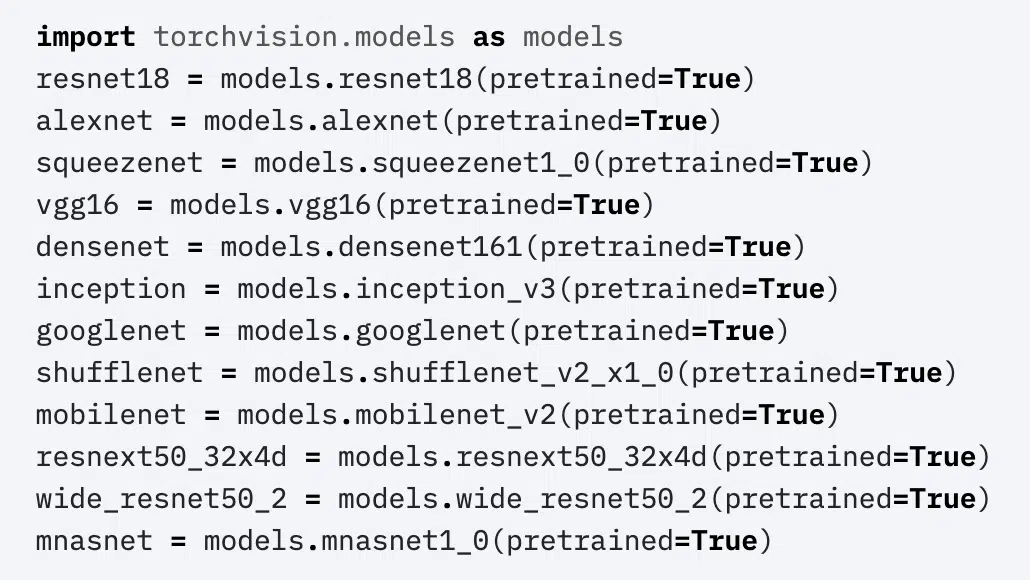 import torchvision.models as models
resnet18 = models.resnet18(pretrained=True)
alexnet = models.alexnet(pretrained=True)
squeezenet = models.squeezenet1_0(pretrained=True)
vgg16 = models.vgg16(pretrained=True)
densenet = models.densenet161(pretrained=True)
inception = models.inception_v3(pretrained=True)
googlenet = models.googlenet(pretrained=True)
shufflenet = models.shufflenet_v2_x1_0(pretrained=True)
mobilenet = models.mobilenet_v2(pretrained=True)
resnext50_32x4d = models.resnext50_32x4d(pretrained=True)
wide_resnet50_2 = models.wide_resnet50_2(pretrained=True)
mnasnet = models.mnasnet1_0(pretrained=True)